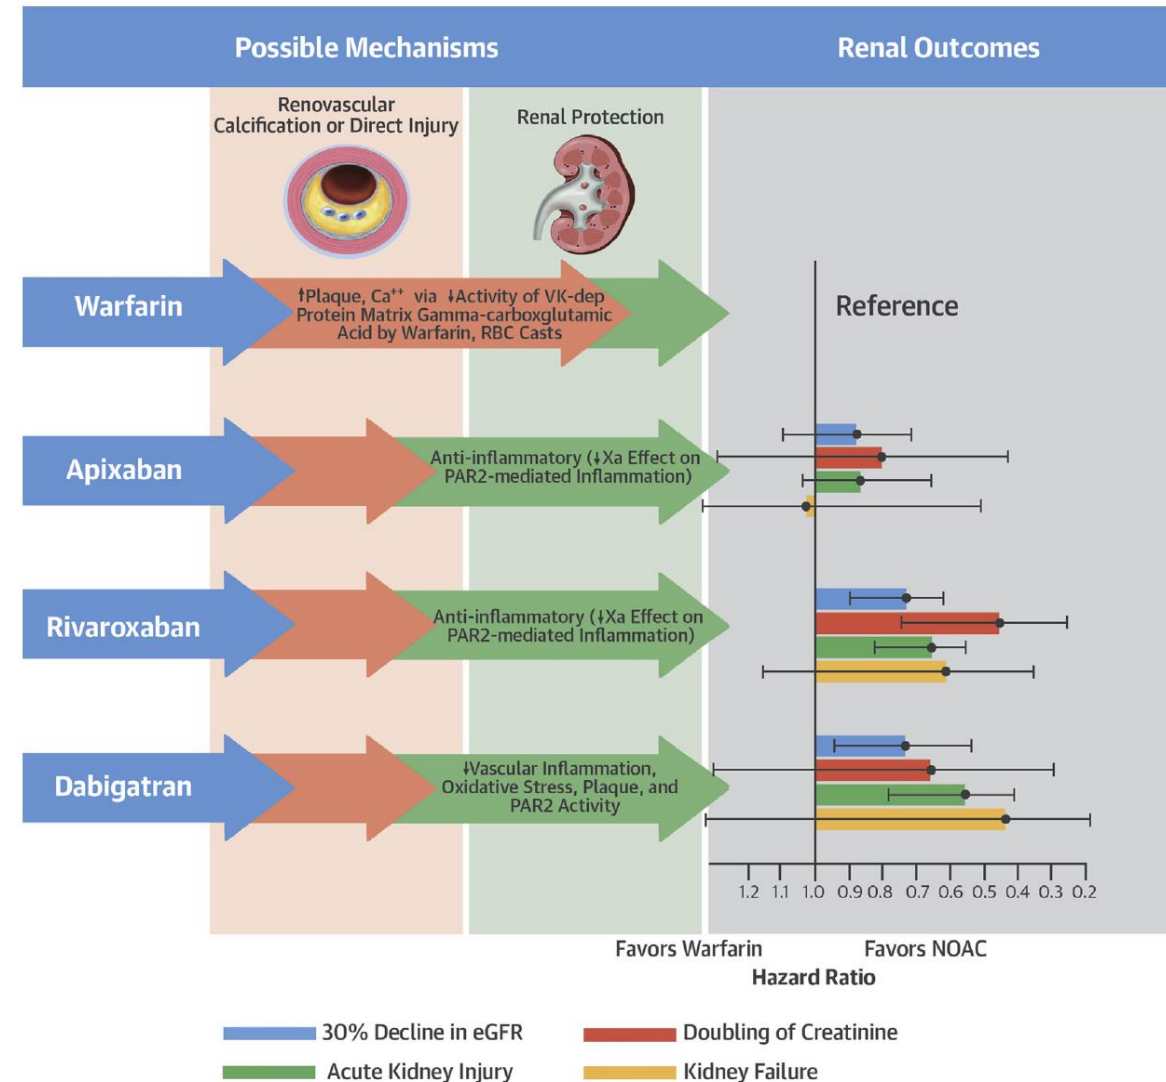 Possible Mechanisms
Renal Outcomes
Renovascular
Calcification or Direct Injury
Renal Protection
Warfarin
↑Plaque, Ca++ via ↓Activity of VK-dep
Protein Matrix Gamma-carboxglutamic
Acid by Warfarin, RBC Casts
Reference
Apixaban
Anti-inflammatory (↓Xa Effect on
PAR2-mediated Inflammation)
Rivaroxaban
Anti-inflammatory (↓Xa Effect on
PAR2-mediated Inflammation)
Dabigatran
↓Vascular Inflammation,
Oxidative Stress, Plaque, and
PAR2 Activity
1.2 1.1 1.0 0.9 0.8 0.7 0.6 0.5 0.4 0.3 0.2
Favors Warfarin
Favors NOAC
Hazard Ratio
30% Decline in eGFR
Doubling of Creatinine
Acute Kidney Injury
Kidney Failure